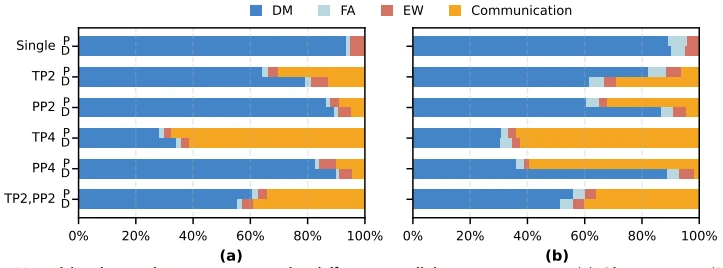 DM FA EW Communication
Single P D
TP2 P D
PP2 P D
TP4 P D
PP4 P D
TP2,PP2 P D
0% 20% 40% 60% 80% 100% 0% 20% 40% 60% 80% 100%
(a) (b)